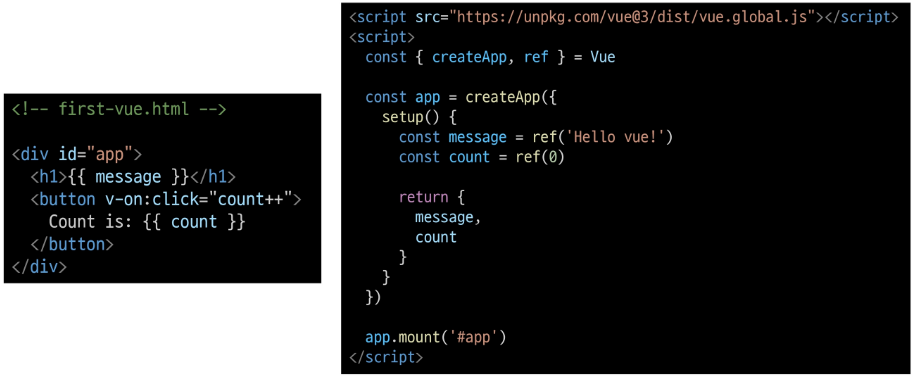 <!-- first-vue.html -->
<div id="app">
<h1>{{ message }}</h1>
<button v-on:click="count++">
Count is: {{ count }}
</button>
</div>
<script src="https://unpkg.com/vue@3/dist/vue.global.js"></script>
<script>
const { createApp, ref } = Vue
const app = createApp({
setup() {
const message = ref('Hello vue!')
const count = ref(0)
return {
message,
count
}
}
})
app.mount('#app')
</script>